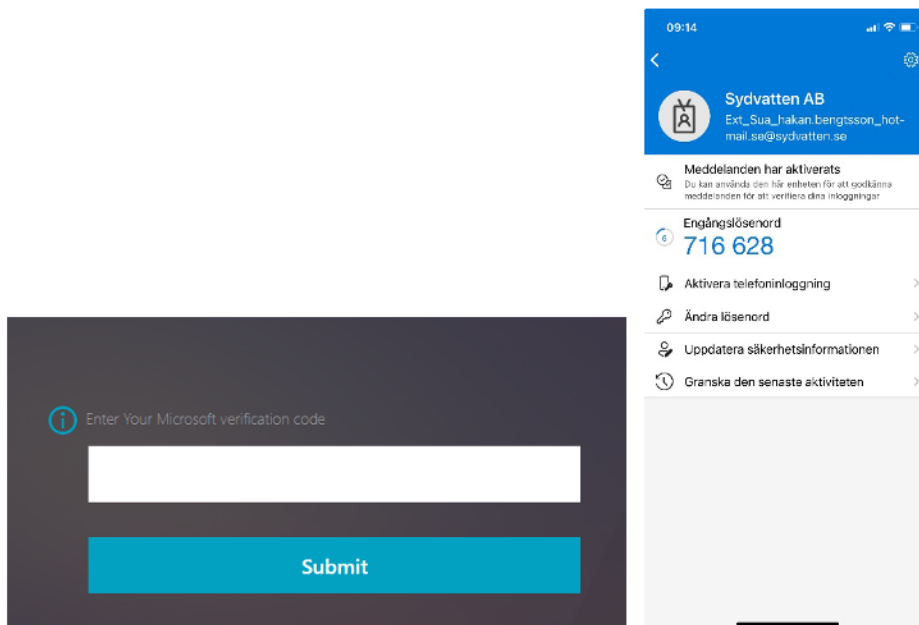 Enter Your Microsoft verification code
Submit
09:14
Sydvatten AB
Ext_Sua_hakan.bengtsson_hot-
mail.se@sydvatten.se
Meddelanden har aktiverats
Du kan använda den här enheten för att godkänna
meddelanden för att verifiera dina inloggningar
Engångslösenord
6
716 628
Aktivera telefoninloggning
Ändra lösenord
Uppdatera säkerhetsinformationen
Granska den senaste aktiviteten